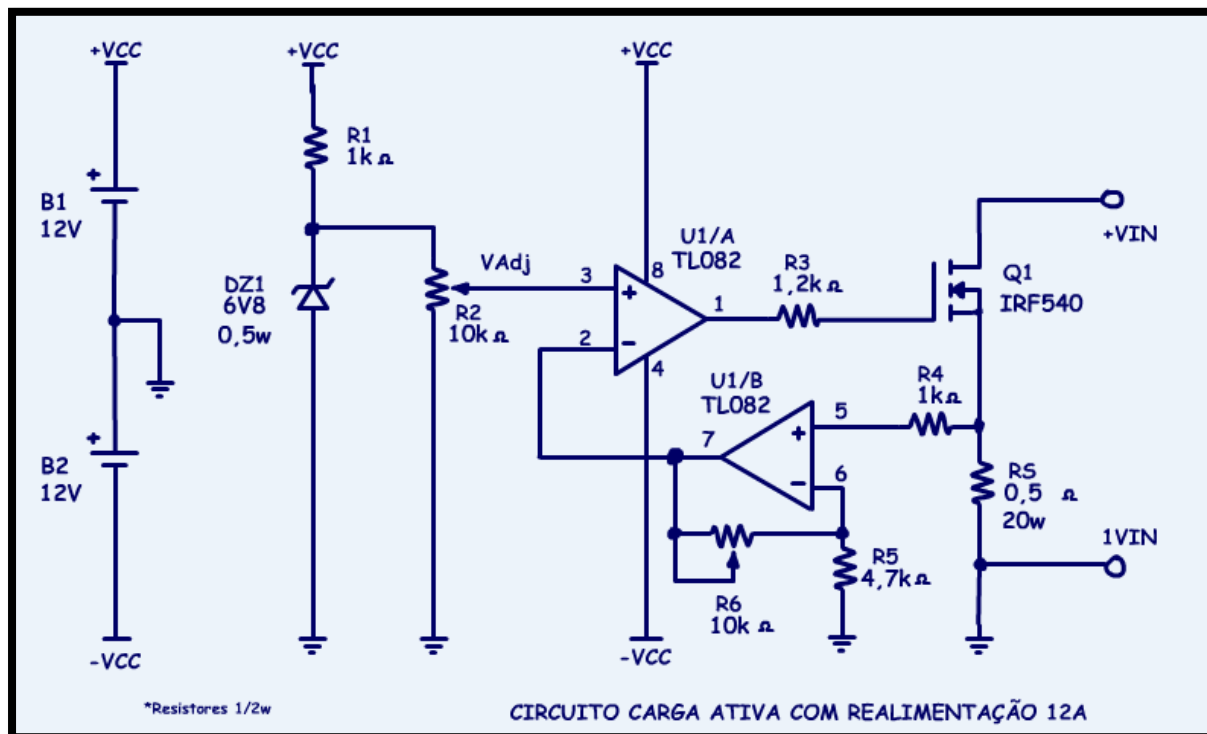 +VCC
+VCC
+VCC
R1
1kΩ
B1
12V
DZ1
6V8
0,5w
VAdj
R2
10kΩ
3
2
8
4
1
U1/A
TL082
R3
1,2kΩ
Q1
IRF540
+VIN
U1/B
TL082
7
5
6
R4
1kΩ
RS
0,5 Ω
20w
1VIN
B2
12V
R5
4,7kΩ
R6
10kΩ
-VCC
-VCC
*Resistores 1/2w
CIRCUITO CARGA ATIVA COM REALIMENTAÇÃO 12A